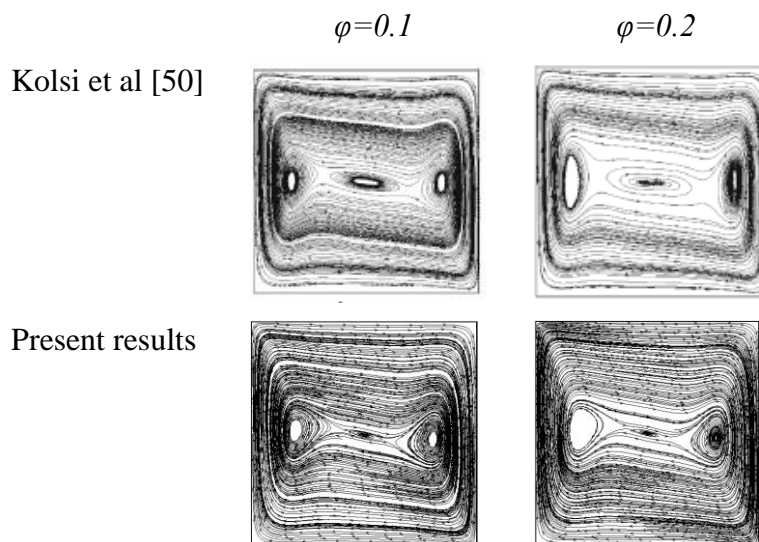 φ=0.1 φ=0.2
Kolsi et al [50]
Present results